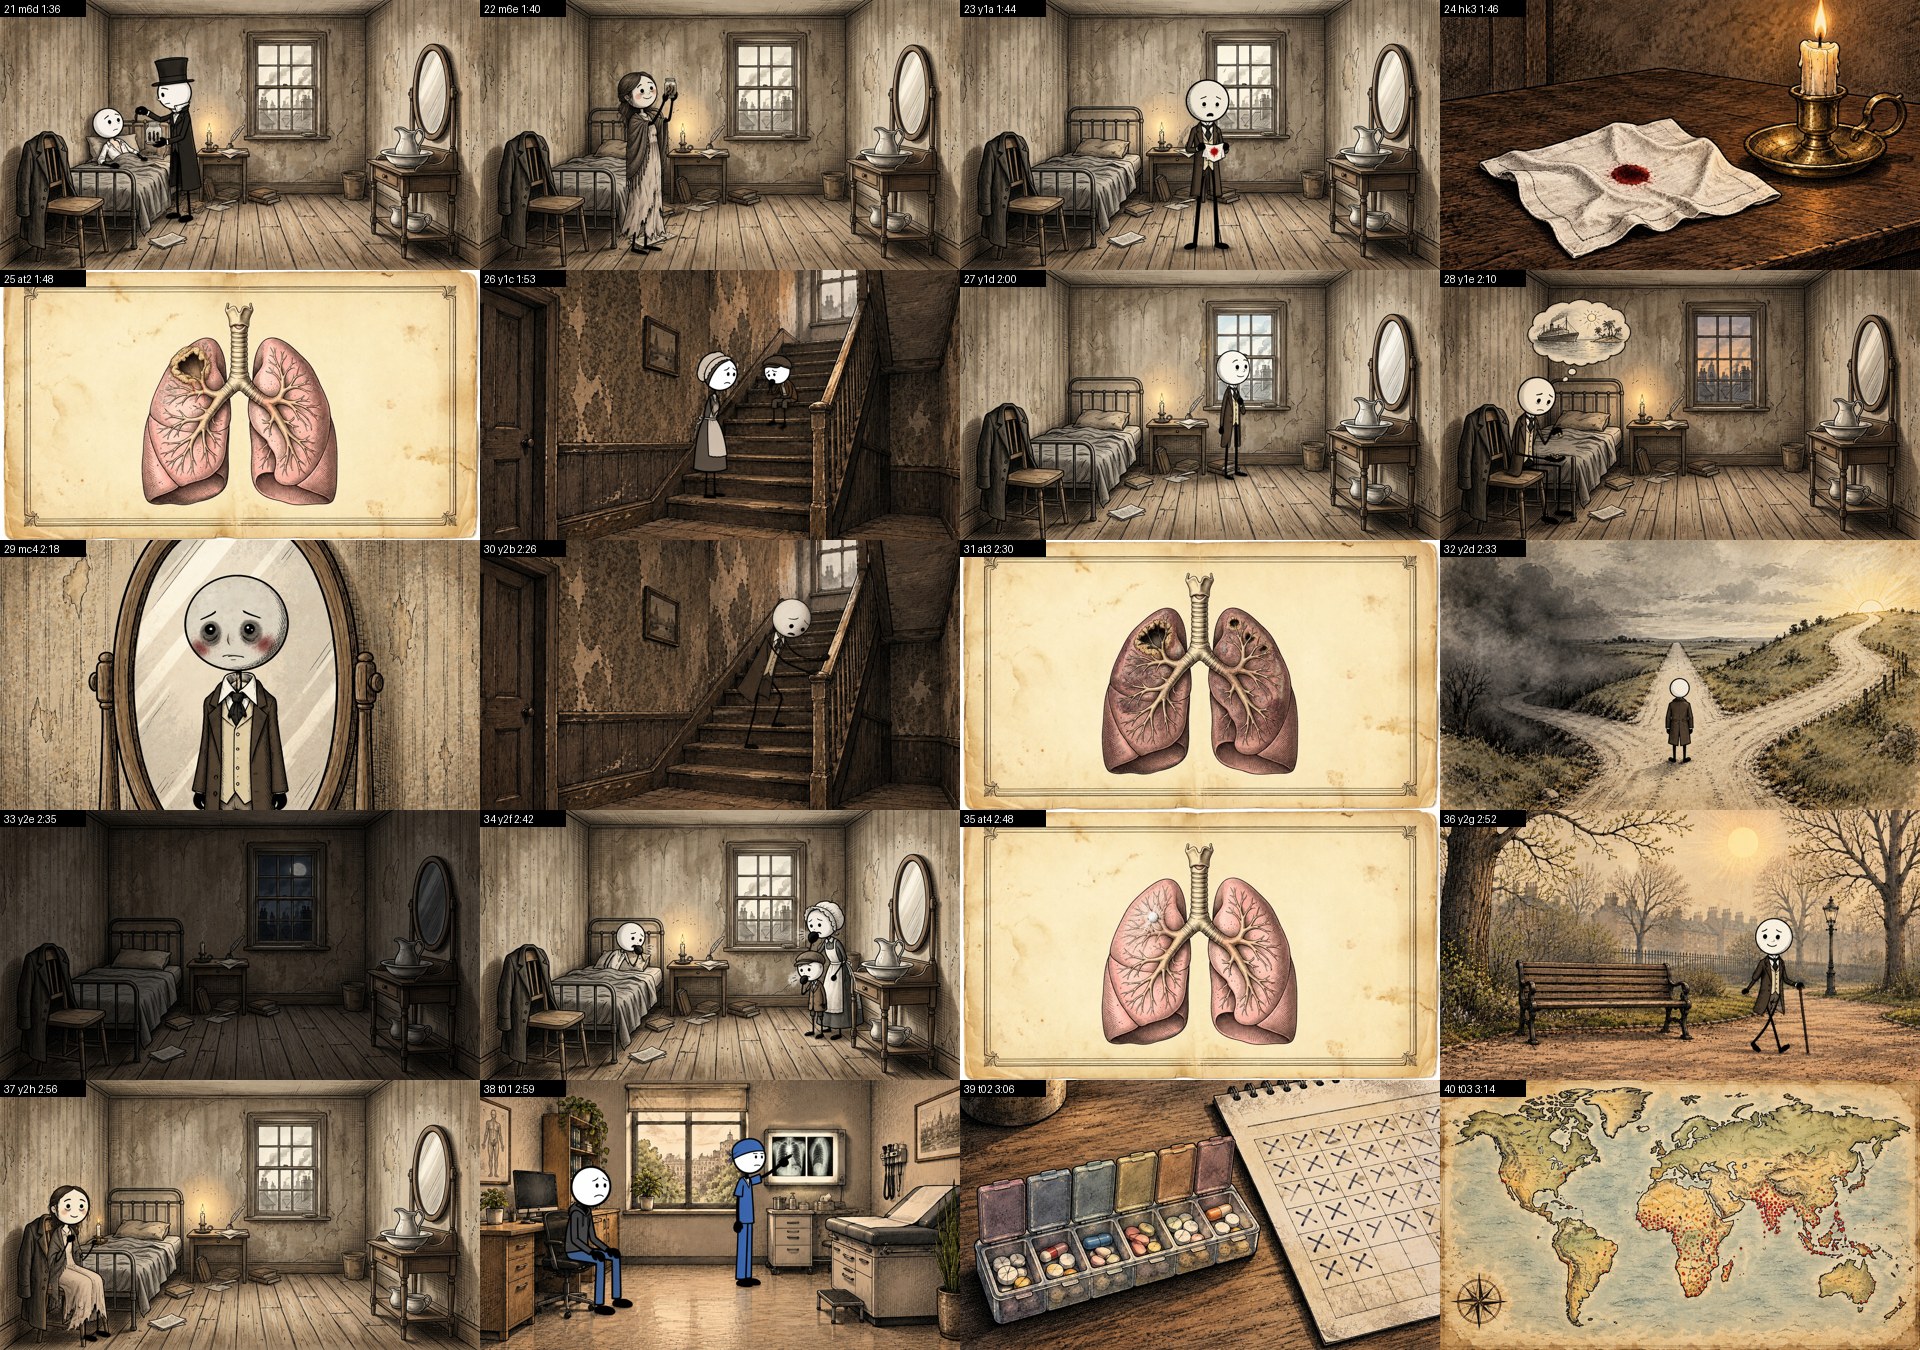 21 m6d 1:36
22 m6e 1:40
23 y1a 1:44
24 hk3 1:46
25 at2 1:48
26 y1c 1:53
27 y1d 2:00
28 y1e 2:10
29 mc4 2:18
30 y2b 2:26
31 at3 2:30
32 y2d 2:33
33 y2e 2:35
34 y2f 2:42
35 at4 2:48
36 y2g 2:52
37 y2h 2:56
38 t01 2:59
39 t02 3:06
40 t03 3:14